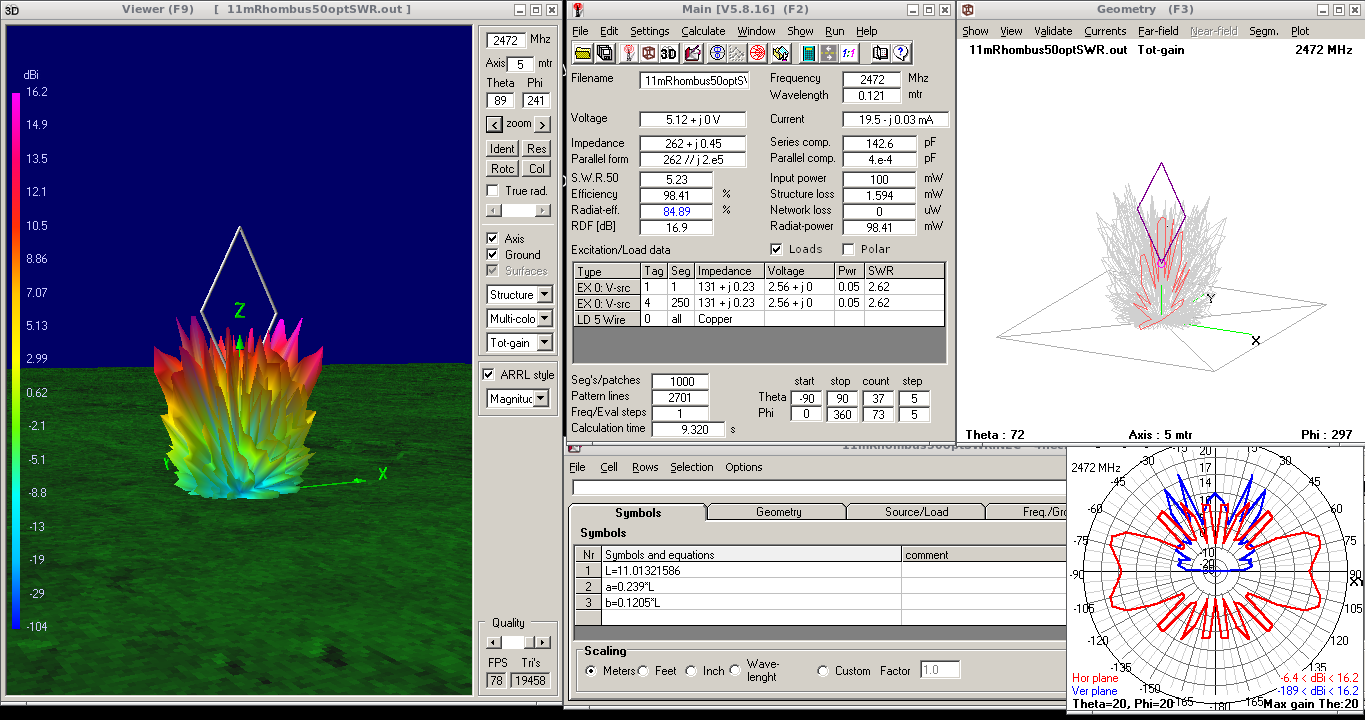 3D Viewer (F9) [ 11mRhombus50optSWR.out ]
dBi
16.2
14.9
13.5
12.1
10.5
8.86
7.07
5.13
2.99
0.62
-2.1
-5.1
-8.8
-13
-19
-29
-104
Z
X
2472 Mhz
Axis 5 mtr
Theta Phi
89 241
< zoom >
Ident Res
Rotc Col
True rad.
Axis
Ground
Surfaces
Structure
Multi-colo
Tot-gain
ARRL style
Magnitud
Quality
FPS Tri's
78 19458
Main [V5.8.16] (F2)
File Edit Settings Calculate Window Show Run Help
3D 1:1
Filename 11mRhombus50optS
Frequency 2472 Mhz
Wavelength 0.121 mtr
Voltage 5.12 + j 0 V
Current 19.5 - j 0.03 mA
Impedance 262 + j 0.45
Series comp. 142.6 pF
Parallel form 262 // j 2.e5
Parallel comp. 4.e-4 pF
S.W.R.50 5.23
Input power 100 mW
Efficiency 98.41 %
Structure loss 1.594 mW
Radiat-eff. 84.89 %
Network loss 0 uW
RDF [dB] 16.9
Radiat-power 98.41 mW
Excitation/Load data
Loads Polar
Type Tag Seg Impedance Voltage Pwr SWR
EX 0: V-src 1 1 131 + j 0.23 2.56 + j 0 0.05 2.62
EX 0: V-src 4 250 131 + j 0.23 2.56 + j 0 0.05 2.62
LD 5 Wire 0 all Copper
Seg's/patches 1000
Pattern lines 2701
Freq/Eval steps 1
Calculation time 9.320 s
start stop count step
Theta -90 90 37 5
Phi 0 360 73 5
File Cell Rows Selection Options
Symbols Geometry Source/Load Freq./Gro
Symbols
Nr Symbols and equations comment
1 L=11.01321586
2 a=0.239*L
3 b=0.1205*L
Scaling
Meters Feet Inch Wave-lenght Custom Factor 1.0
Geometry (F3)
Show View Validate Currents Far-field Near-field Segm. Plot
11mRhombus50optSWR.out Tot-gain 2472 MHz
Y
X
Theta : 72 Axis : 5 mtr Phi : 297
2472 MHz
-30
-15
20
15
30
17
14
-45
45
-60
60
-75
75
-90
90
-105
105
-120
120
-135
135
-150
-165
-180
165
Hor plane -6.4 < dBi < 16.2
Ver plane -189 < dBi < 16.2
Theta=20, Phi=20 Max gain The:20